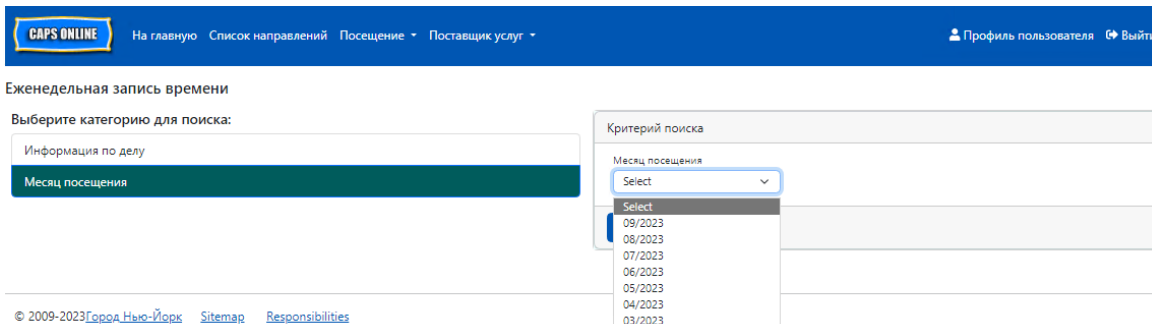 CAPS ONLINE На главную Список направлений Посещение Поставщик услуг Профиль пользователя Выйти
Еженедельная запись времени
Выберите категорию для поиска:
Информация по делу
Месяц посещения
Критерий поиска
Месяц посещения
Select
Select
09/2023
08/2023
07/2023
06/2023
05/2023
04/2023
03/2023
© 2009-2023Город Нью-Йорк Sitemap Responsibilities